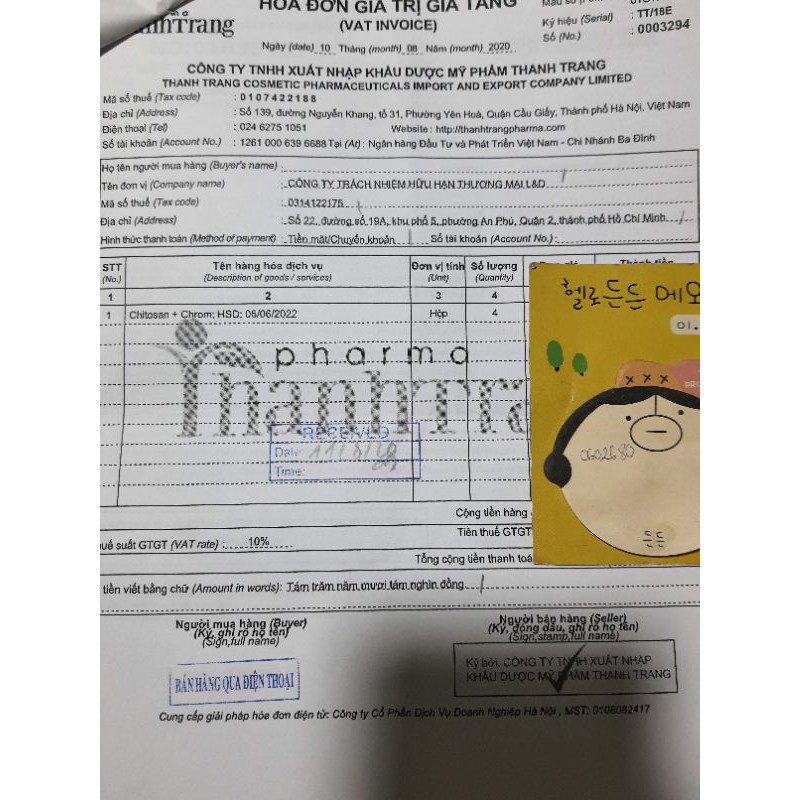 HÓA ĐƠN GIÁ TRỊ GIA TĂNG
(VAT INVOICE)
Ngày (date) 10 Tháng (month) 08 Năm (month) 2020
Ký hiệu (Serial) : TT/18E
Số (No.) : 0003294
CÔNG TY TNHH XUẤT NHẬP KHẨU DƯỢC MỸ PHẨM THANH TRANG
THANH TRANG COSMETIC PHARMACEUTICALS IMPORT AND EXPORT COMPANY LIMITED
Mã số thuế (Tax code) : 0107422188
Địa chỉ (Address) : Số 139, đường Nguyễn Khang, tổ 31, Phường Yên Hoà, Quận Cầu Giấy, Thành phố Hà Nội, Việt Nam
Điện thoại (Tel) : 024 6275 1051 Website: http://thanhtrangpharma.com
Số tài khoản (Account No.) : 1261 000 639 6688 Tại (At) : Ngân hàng Đầu Tư và Phát Triển Việt Nam - Chi Nhánh Ba Đình
Họ tên người mua hàng (Buyer's name) :
Tên đơn vị (Company name) : CÔNG TY TRÁCH NHIỆM HỮU HẠN THƯƠNG MẠI L&D
Mã số thuế (Tax code) : 0314122175
Địa chỉ (Address) : Số 22, đường số 19A, khu phố 5, phường An Phú, Quận 2, thành phố Hồ Chí Minh
Hình thức thanh toán (Method of payment) : Tiền mặt/Chuyển khoản Số tài khoản (Account No.) :
STT Tên hàng hóa dịch vụ Đơn vị tính Số lượng
(No.) (Description of goods / services) (Unit) (Quantity)
1 2 3 4
1 Chitosan + Chrom; HSD: 06/06/2022 Hộp 4
헬로 든든 메모
01.
x x x
pharma
ThanhTra
0602680
RECEIVED
Date:
Time:
든든
Cộng tiền hàng
Tiền thuế GTGT
uế suất GTGT (VAT rate) : 10%
Tổng cộng tiền thanh toá
tiền viết bằng chữ (Amount in words): Tám trăm năm mươi tám nghìn đồng
Người mua hàng (Buyer) Người bán hàng (Seller)
(Ký, ghi rõ họ tên) (Ký, đóng dấu, ghi rõ họ tên)
(Sign, full name) (Sign,stamp,full name)
BÁN HÀNG QUA ĐIỆN THOẠI
Ký bởi: CÔNG TY TNHH XUẤT NHẬP
KHẨU DƯỢC MỸ PHẨM THANH TRANG
Cung cấp giải pháp hóa đơn điện tử: Công ty Cổ Phần Dịch Vụ Doanh Nghiệp Hà Nội , MST: 0108082417